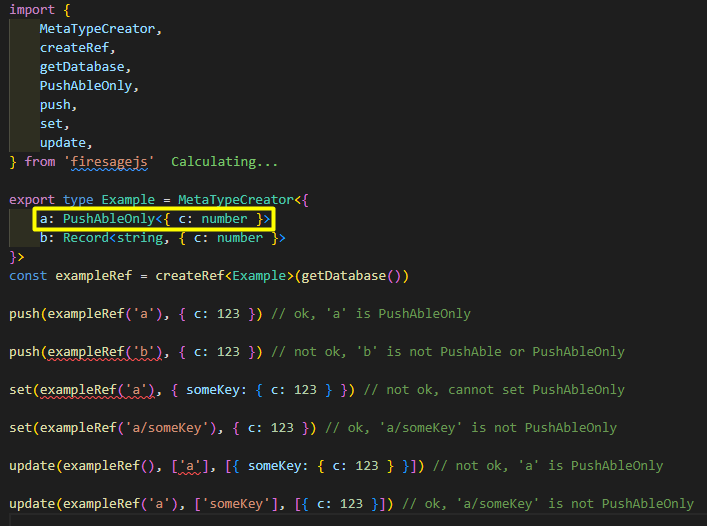 import {
    MetaTypeCreator,
    createRef,
    getDatabase,
    PushAbleOnly,
    push,
    set,
    update,
} from 'firesagejs'  Calculating...
export type Example = MetaTypeCreator<{
    a: PushAbleOnly<{ c: number }>
    b: Record<string, { c: number }>
}>
const exampleRef = createRef<Example>(getDatabase())
push(exampleRef('a'), { c: 123 }) // ok, 'a' is PushAbleOnly
push(exampleRef('b'), { c: 123 }) // not ok, 'b' is not PushAble or PushAbleOnly
set(exampleRef('a'), { someKey: { c: 123 } }) // not ok, cannot set PushAbleOnly
set(exampleRef('a/someKey'), { c: 123 }) // ok, 'a/someKey' is not PushAbleOnly
update(exampleRef(), ['a'], [{ someKey: { c: 123 } }]) // not ok, 'a' is PushAbleOnly
update(exampleRef('a'), ['someKey'], [{ c: 123 }]) // ok, 'a/someKey' is not PushAbleOnly